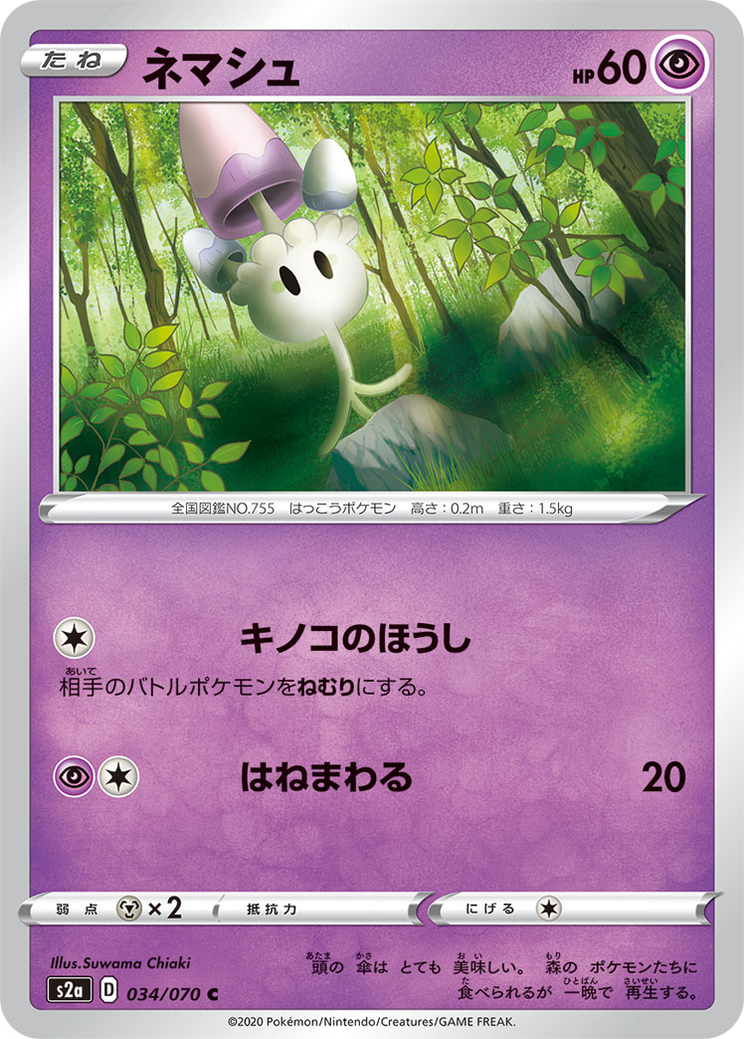 たね ネマシュ HP60
全国図鑑NO.755 はっこうポケモン 高さ:0.2m 重さ:1.5kg
キノコのほうし
あいて
相手のバトルポケモンをねむりにする。
はねまわる 20
弱点 ×2 抵抗力 にげる
Illus.Suwama Chiaki
あたま かさ お い もり
頭の 傘は とても 美味しい。 森の ポケモンたちに
た ひとばん さいせい
食べられるが 一晩で 再生する。
s2a D 034/070 C
©2020 Pokémon/Nintendo/Creatures/GAME FREAK.